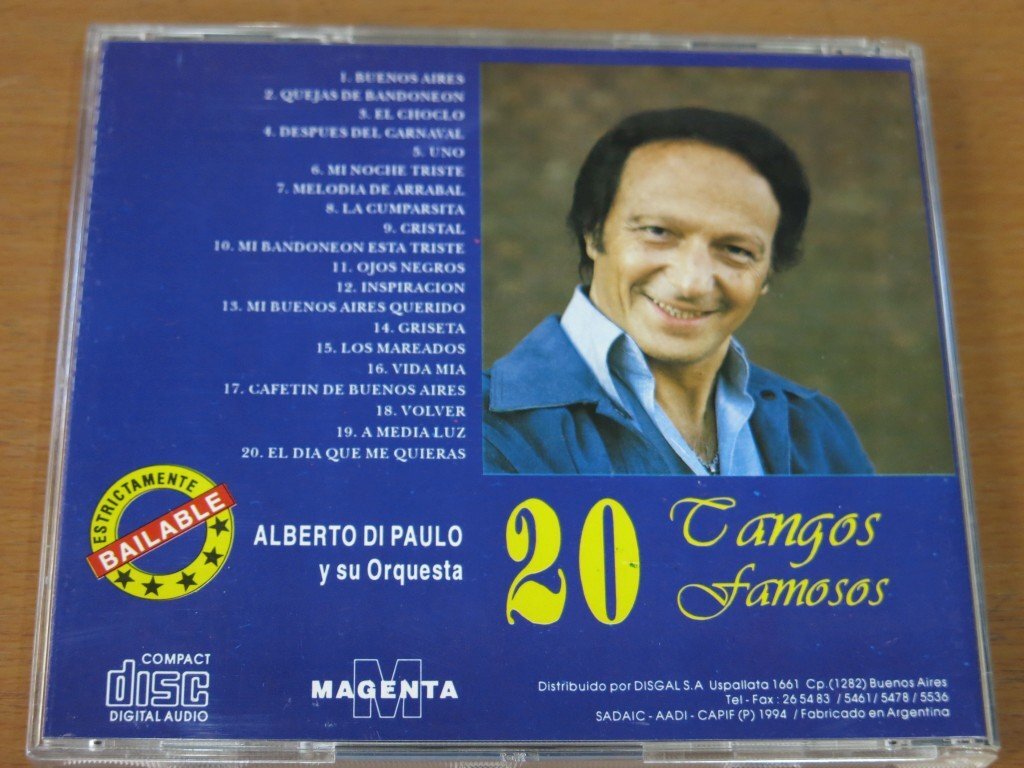 1. BUENOS AIRES
2. QUEJAS DE BANDONEON
3. EL CHOCLO
4. DESPUES DEL CARNAVAL
5. UNO
6. MI NOCHE TRISTE
7. MELODIA DE ARRABAL
8. LA CUMPARSITA
9. CRISTAL
10. MI BANDONEON ESTA TRISTE
11. OJOS NEGROS
12. INSPIRACION
13. MI BUENOS AIRES QUERIDO
14. GRISETA
15. LOS MAREADOS
16. VIDA MIA
17. CAFETIN DE BUENOS AIRES
18. VOLVER
19. A MEDIA LUZ
20. EL DIA QUE ME QUIERAS
ESTRICTAMENTE
BAILABLE
ALBERTO DI PAULO
y su Orquesta
20 Tangos
Famosos
COMPACT
disc
DIGITAL AUDIO
M
MAGENTA
Distribuido por DISGAL S.A Uspallata 1661 Cp.(1282) Buenos Aires
Tel - Fax : 26 54 83 / 5461 / 5478 / 5536
SADAIC - AADI - CAPIF (P) 1994 / Fabricado en Argentina